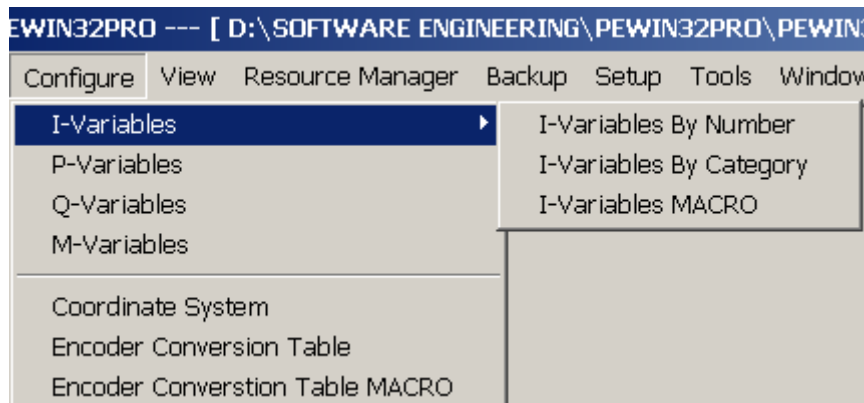 EWIN32PRO --- [ D:\SOFTWARE ENGINEERING\PEWIN32PRO\PEWIN3
Configure View Resource Manager Backup Setup Tools Window
I-Variables
I-Variables By Number
I-Variables By Category
I-Variables MACRO
P-Variables
Q-Variables
M-Variables
Coordinate System
Encoder Conversion Table
Encoder Converstion Table MACRO